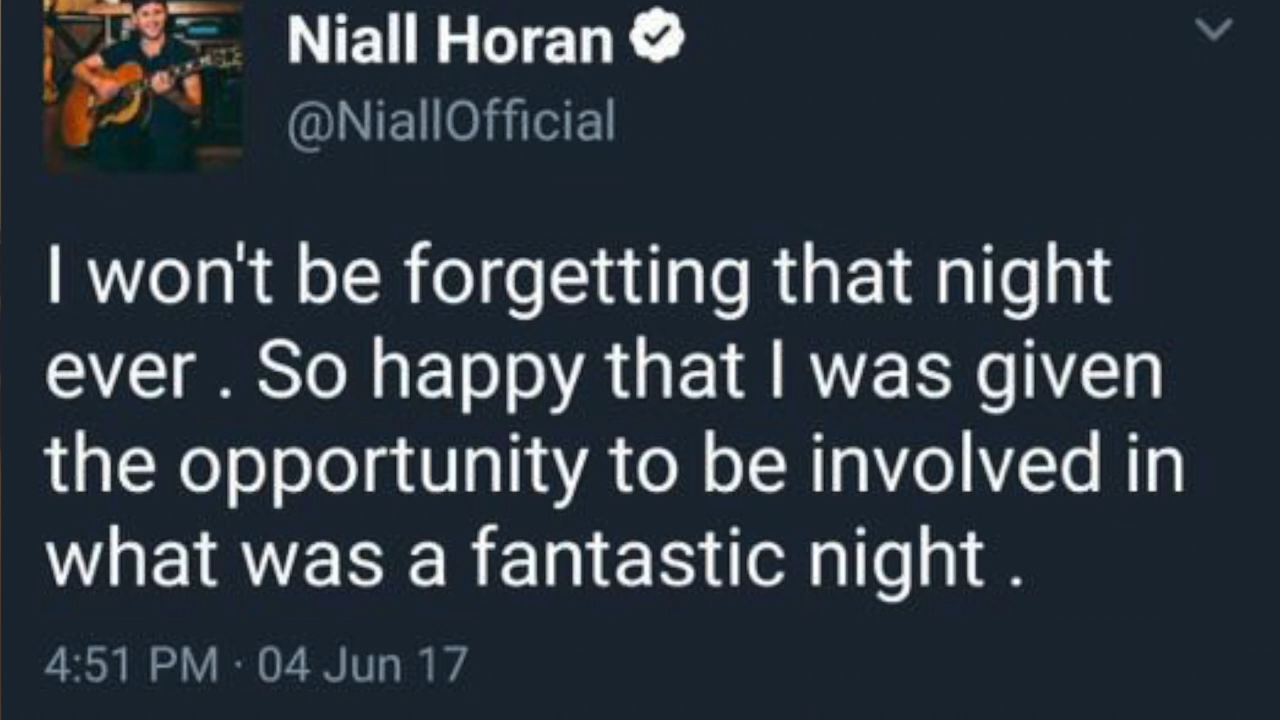 Niall Horan
@NiallOfficial
I won't be forgetting that night
ever . So happy that I was given
the opportunity to be involved in
what was a fantastic night .
4:51 PM · 04 Jun 17